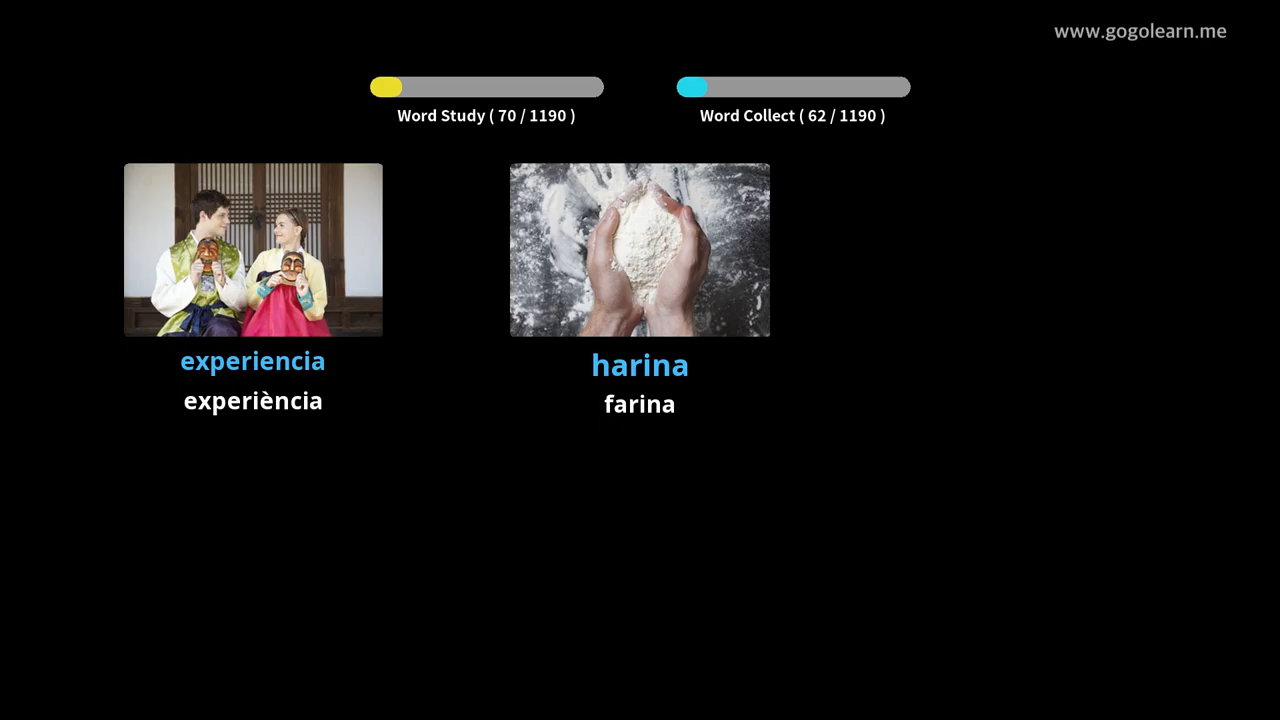 www.gogolearn.me
Word Study ( 70 / 1190 )
Word Collect ( 62 / 1190 )
experiencia
experiència
harina
farina